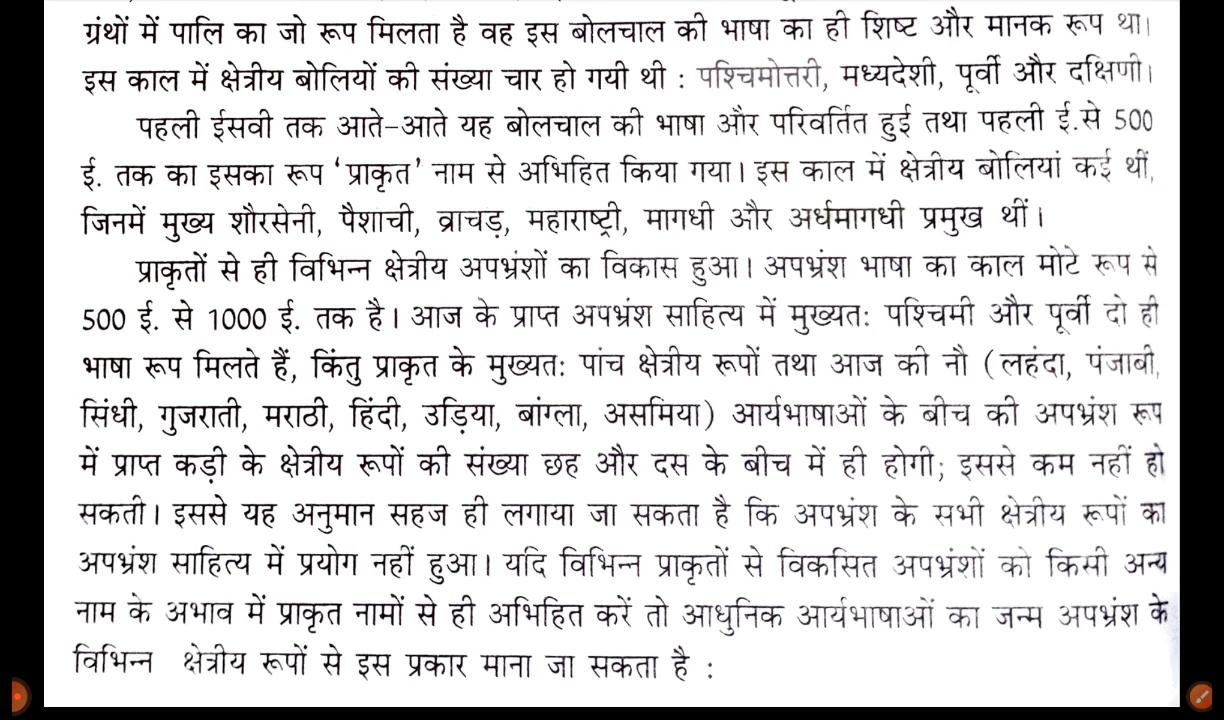 ग्रंथों में पालि का जो रूप मिलता है वह इस बोलचाल की भाषा का ही शिष्ट और मानक रूप था।
इस काल में क्षेत्रीय बोलियों की संख्या चार हो गयी थी : पश्चिमोत्तरी, मध्यदेशी, पूर्वी और दक्षिणी।
पहली ईसवी तक आते-आते यह बोलचाल की भाषा और परिवर्तित हुई तथा पहली ई.से 500
ई. तक का इसका रूप ‘प्राकृत’ नाम से अभिहित किया गया। इस काल में क्षेत्रीय बोलियां कई थीं,
जिनमें मुख्य शौरसेनी, पैशाची, व्राचड़, महाराष्ट्री, मागधी और अर्धमागधी प्रमुख थीं।
प्राकृतों से ही विभिन्न क्षेत्रीय अपभ्रंशों का विकास हुआ। अपभ्रंश भाषा का काल मोटे रूप से
500 ई. से 1000 ई. तक है। आज के प्राप्त अपभ्रंश साहित्य में मुख्यतः पश्चिमी और पूर्वी दो ही
भाषा रूप मिलते हैं, किंतु प्राकृत के मुख्यतः पांच क्षेत्रीय रूपों तथा आज की नौ (लहंदा, पंजाबी,
सिंधी, गुजराती, मराठी, हिंदी, उड़िया, बांग्ला, असमिया) आर्यभाषाओं के बीच की अपभ्रंश रूप
में प्राप्त कड़ी के क्षेत्रीय रूपों की संख्या छह और दस के बीच में ही होगी; इससे कम नहीं हो
सकती। इससे यह अनुमान सहज ही लगाया जा सकता है कि अपभ्रंश के सभी क्षेत्रीय रूपों का
अपभ्रंश साहित्य में प्रयोग नहीं हुआ। यदि विभिन्न प्राकृतों से विकसित अपभ्रंशों को किसी अन्य
नाम के अभाव में प्राकृत नामों से ही अभिहित करें तो आधुनिक आर्यभाषाओं का जन्म अपभ्रंश के
विभिन्न क्षेत्रीय रूपों से इस प्रकार माना जा सकता है :